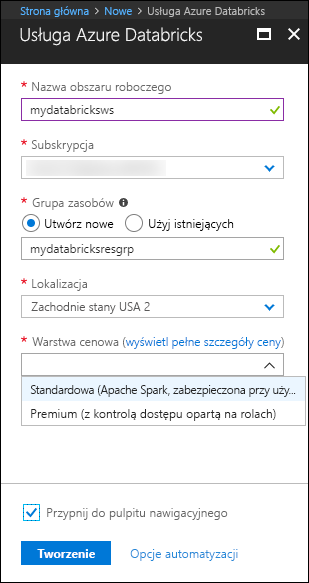 Strona główna > Nowe > Usługa Azure Databricks
Usługa Azure Databricks
* Nazwa obszaru roboczego
mydatabricksws
* Subskrypcja
* Grupa zasobów
Utwórz nowe Użyj istniejących
mydatabricksresgrp
* Lokalizacja
Zachodnie stany USA 2
* Warstwa cenowa (wyświetl pełne szczegóły ceny)
Standardowa (Apache Spark, zabezpieczona przy uży...
Premium (z kontrolą dostępu opartą na rolach)
Przypnij do pulpitu nawigacyjnego
Tworzenie Opcje automatyzacji